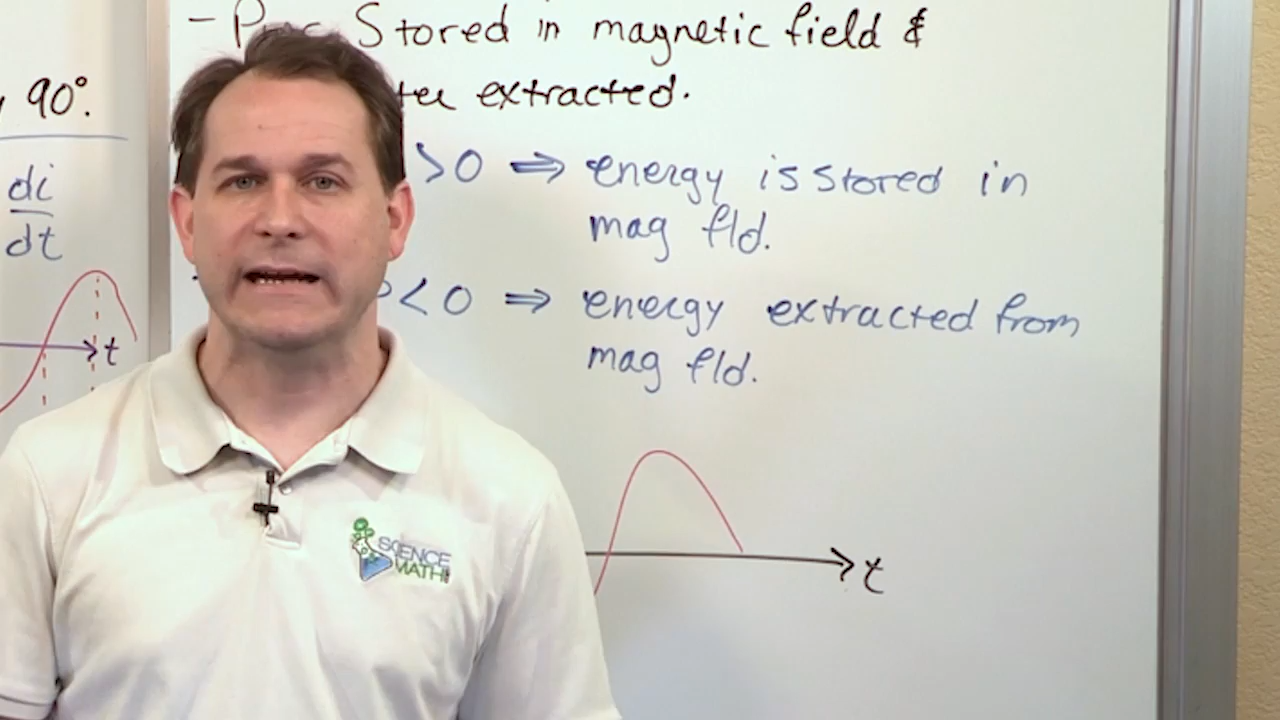 - Stored in magnetic field &
extracted.
90°.
>0 ⇒ energy is stored in
mag fld.
di
dt
P<0 ⇒ energy extracted from
mag fld.
t
SCIENCE
MATH
t